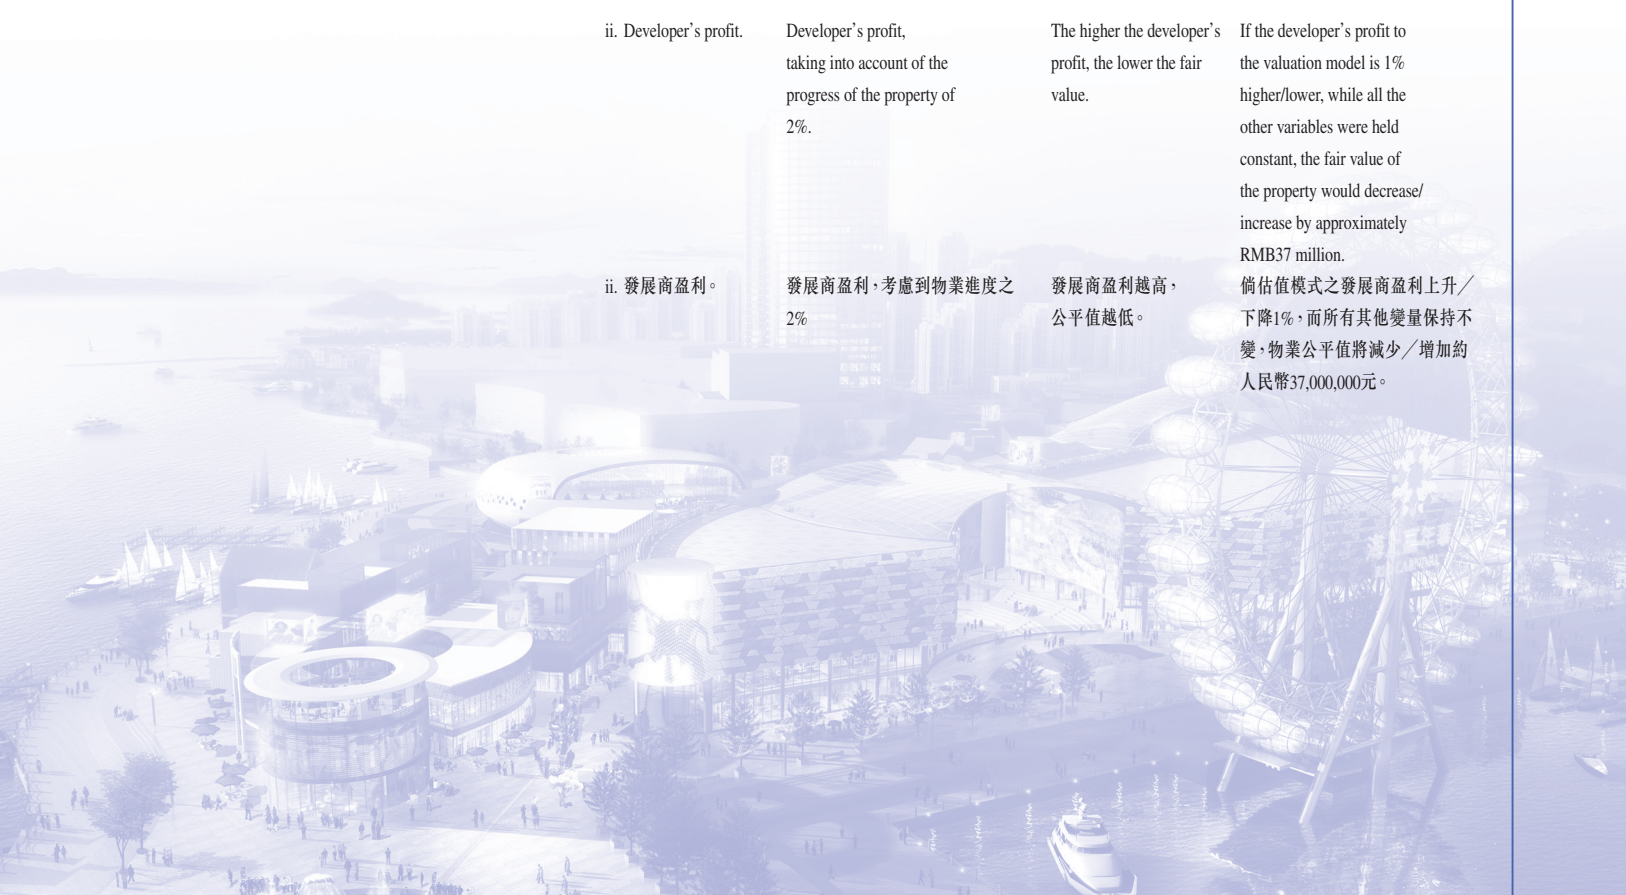 ii. Developer's profit.
Developer's profit,
taking into account of the
progress of the property of
2%.
The higher the developer's
profit, the lower the fair
value.
If the developer's profit to
the valuation model is 1%
higher/lower, while all the
other variables were held
constant, the fair value of
the property would decrease/
increase by approximately
RMB37 million.
ii. 發展商盈利。
發展商盈利，考慮到物業進度之
2%
發展商盈利越高，
公平值越低。
倘估值模式之發展商盈利上升╱
下降1%，而所有其他變量保持不
變，物業公平值將減少╱增加約
人民幣37,000,000元。